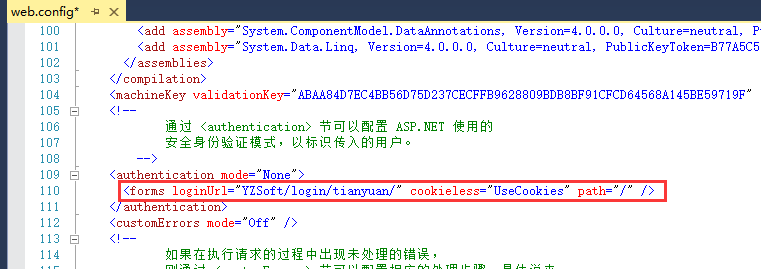 web.config*
100 <add assembly="System.ComponentModel.DataAnnotations, Version=4.0.0.0, Culture=neutral,
101 <add assembly="System.Data.Linq, Version=4.0.0.0, Culture=neutral, PublicKeyToken=B77A5C5
102 </assemblies>
103 </compilation>
104 <machineKey validationKey="ABAA84D7EC4BB56D75D237CECFFB9628809BDB8BF91CFCD64568A145BE59719F"
105 <!--
106 通过 <authentication> 节可以配置 ASP.NET 使用的
107 安全身份验证模式，以标识传入的用户。
108 -->
109 <authentication mode="None">
110 <forms loginUrl="YZSoft/login/tianyuan/" cookieless="UseCookies" path="/" />
111 </authentication>
112 <customErrors mode="Off" />
113 <!--
114 如果在执行请求的过程中出现未处理的错误，